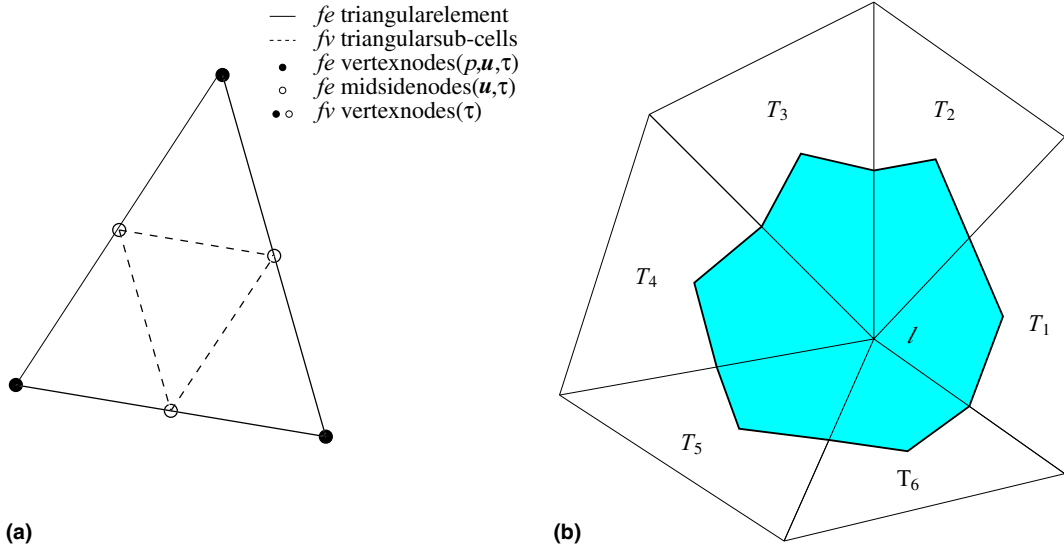 fe triangularelement
fv triangularsub-cells
fe vertexnodes(p,u,τ)
fe midsidenodes(u,τ)
fv vertexnodes(τ)
(a)
T3
T2
T4
T1
l
T5
T6
(b)